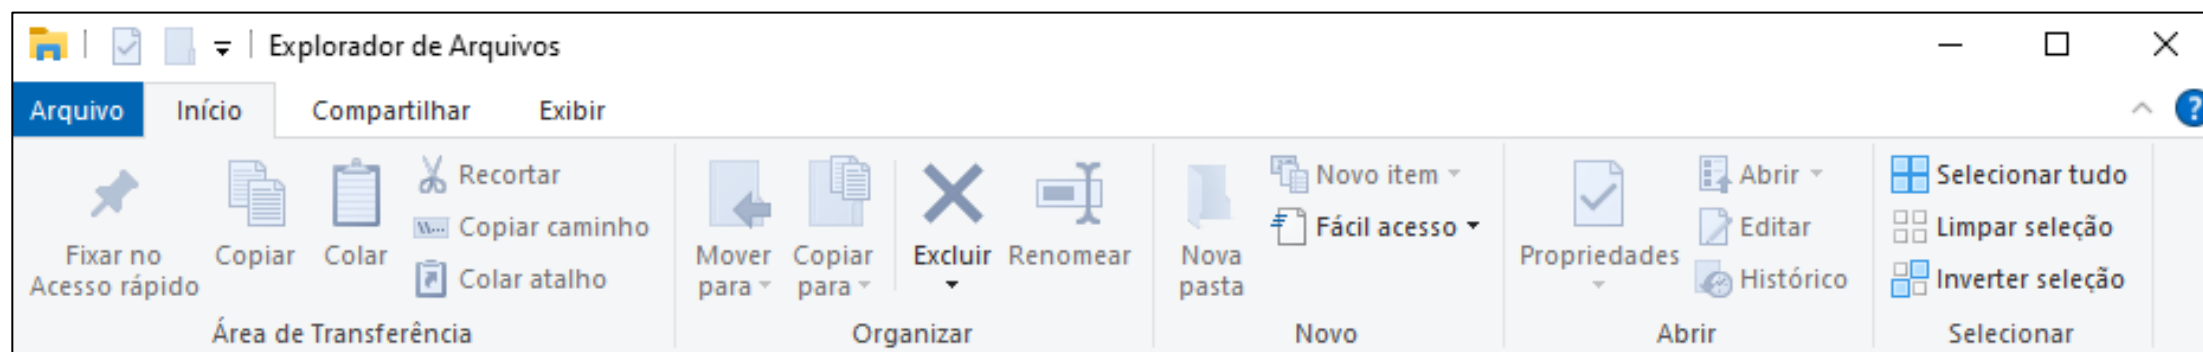 Explorador de Arquivos
Arquivo Início Compartilhar Exibir
Fixar no
Acesso rápido
Copiar
Colar
Recortar
Copiar caminho
Colar atalho
Área de Transferência
Mover
para
Copiar
para
Excluir
Renomear
Organizar
Nova
pasta
Novo item
Fácil acesso
Novo
Propriedades
Abrir
Editar
Histórico
Abrir
Selecionar tudo
Limpar seleção
Inverter seleção
Selecionar